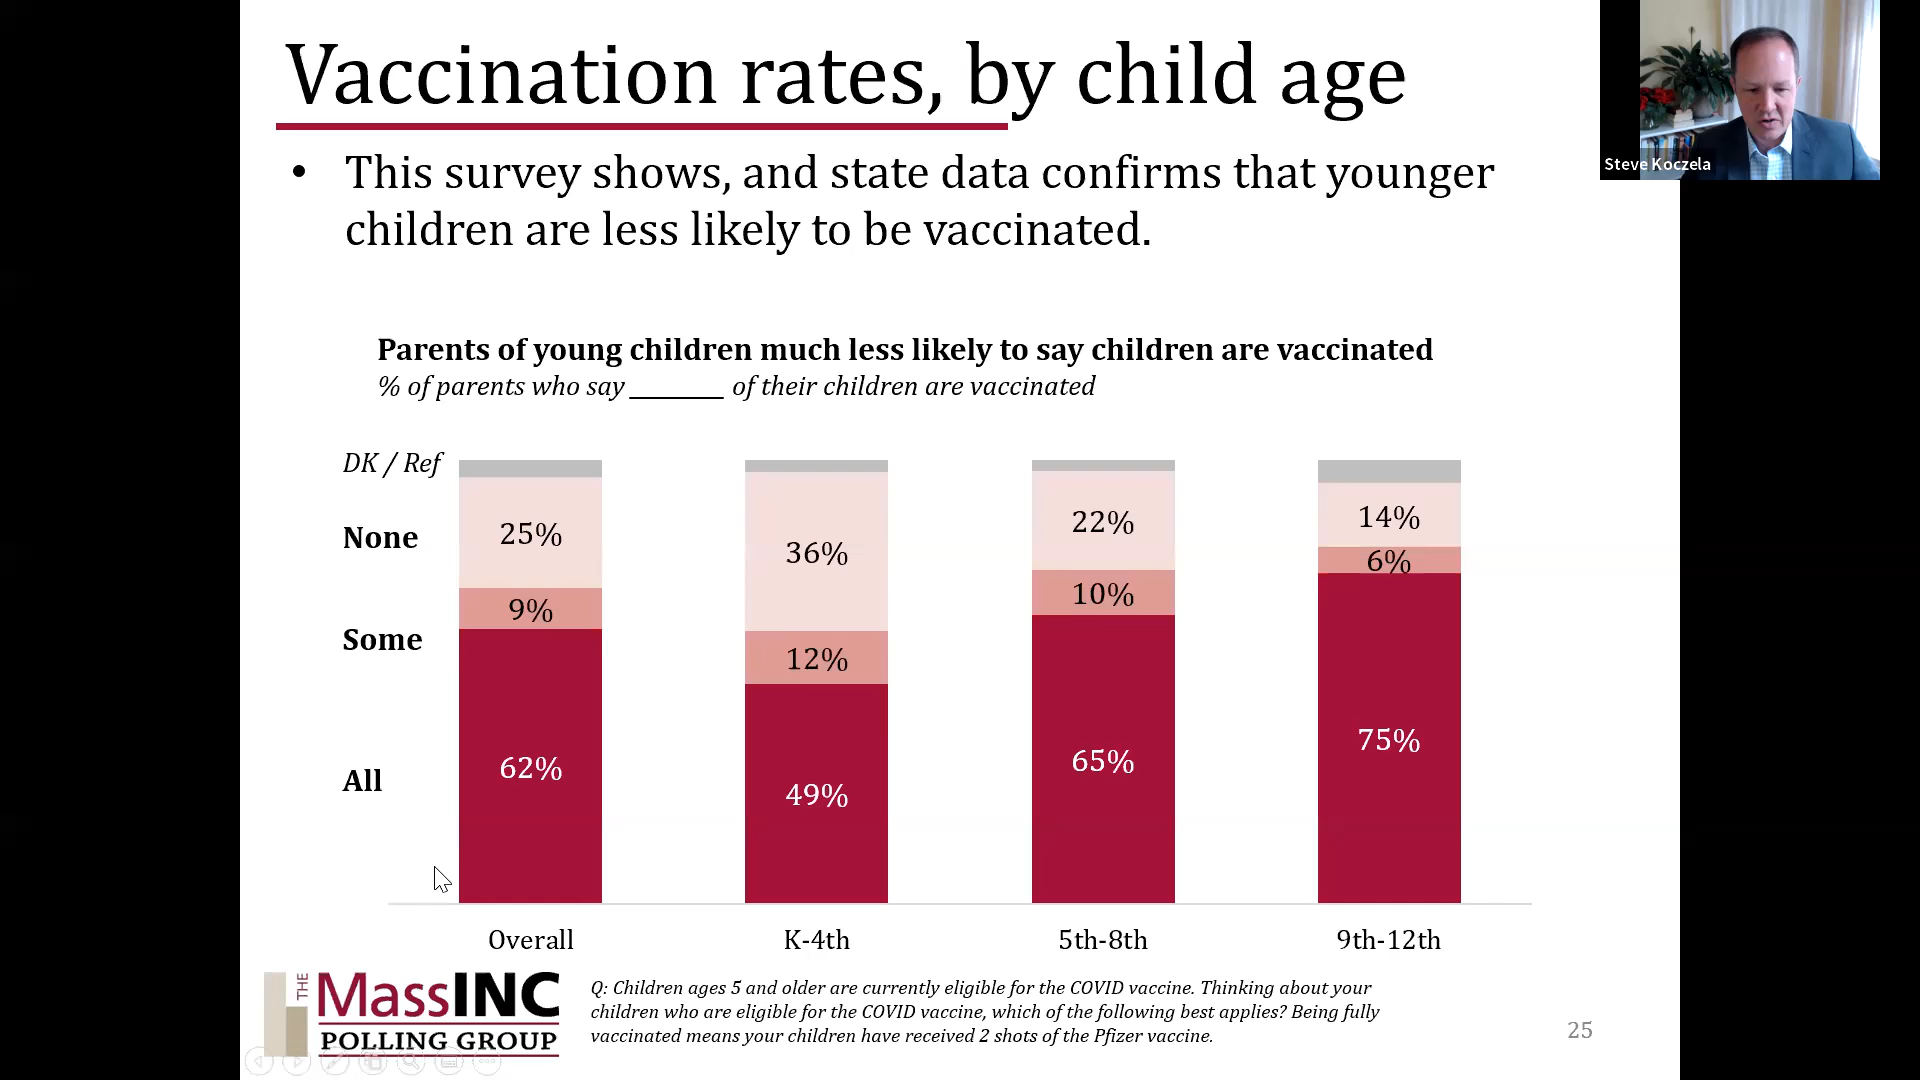 Vaccination rates, by child age
Steve Koczela
• This survey shows, and state data confirms that younger
children are less likely to be vaccinated.
Parents of young children much less likely to say children are vaccinated
% of parents who say ________ of their children are vaccinated
DK / Ref
None
Some
All
25%
9%
62%
36%
12%
49%
22%
10%
65%
14%
6%
75%
Overall
K-4th
5th-8th
9th-12th
THE
MassINC
POLLING GROUP
Q: Children ages 5 and older are currently eligible for the COVID vaccine. Thinking about your
children who are eligible for the COVID vaccine, which of the following best applies? Being fully
vaccinated means your children have received 2 shots of the Pfizer vaccine.
25